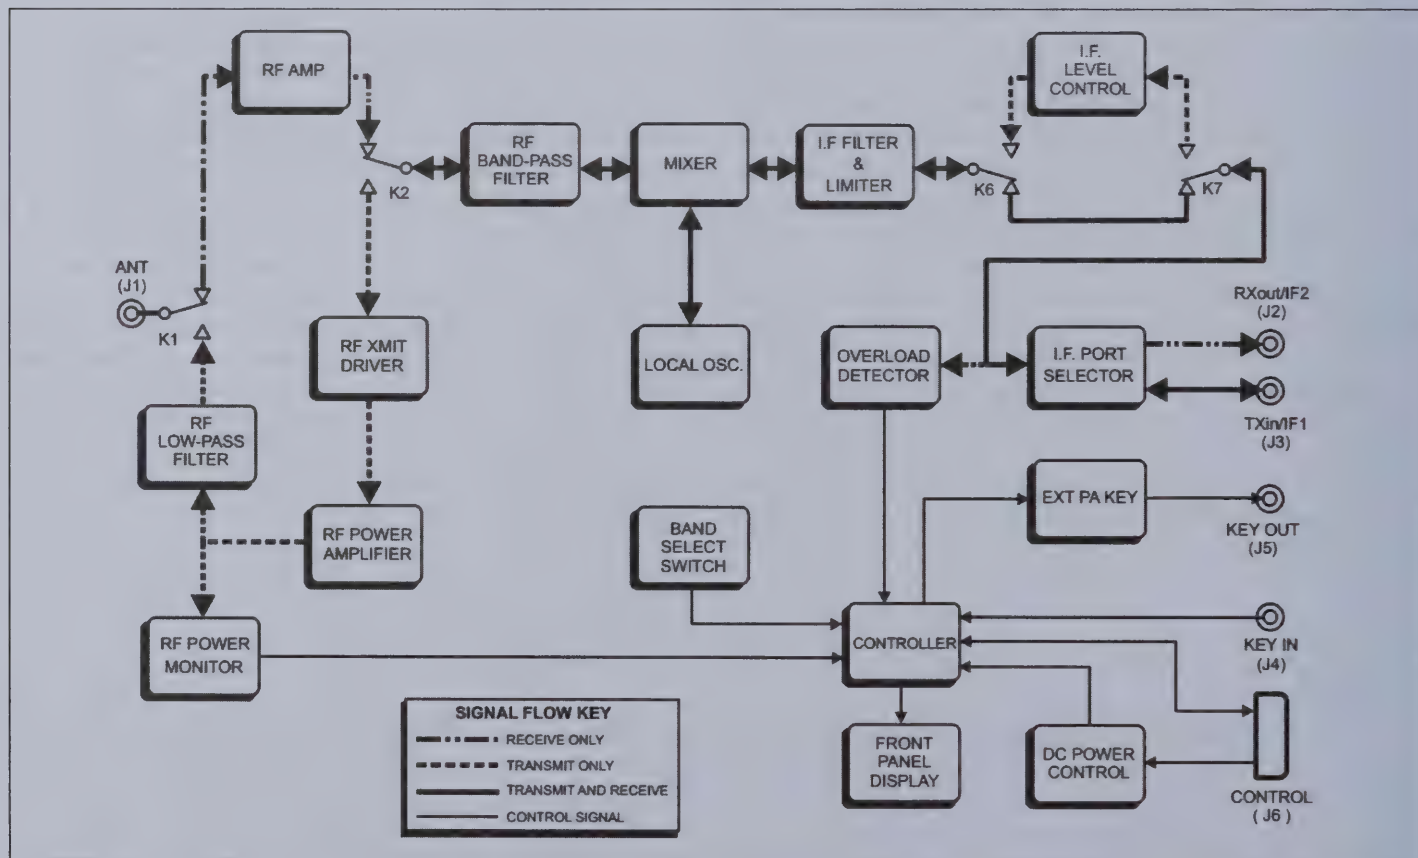 RF AMP
I.F.
LEVEL
CONTROL
RF
BAND-PASS
FILTER
MIXER
I.F FILTER
&
LIMITER
K2
K6
K7
ANT
(J1)
K1
RF XMIT
DRIVER
LOCAL OSC.
OVERLOAD
DETECTOR
I.F. PORT
SELECTOR
RXout/IF2
(J2)
TXin/IF1
(J3)
RF
LOW-PASS
FILTER
RF POWER
AMPLIFIER
BAND
SELECT
SWITCH
EXT PA KEY
KEY OUT
(J5)
RF POWER
MONITOR
CONTROLLER
KEY IN
(J4)
SIGNAL FLOW KEY
RECEIVE ONLY
TRANSMIT ONLY
TRANSMIT AND RECEIVE
CONTROL SIGNAL
FRONT
PANEL
DISPLAY
DC POWER
CONTROL
CONTROL
( J6 )